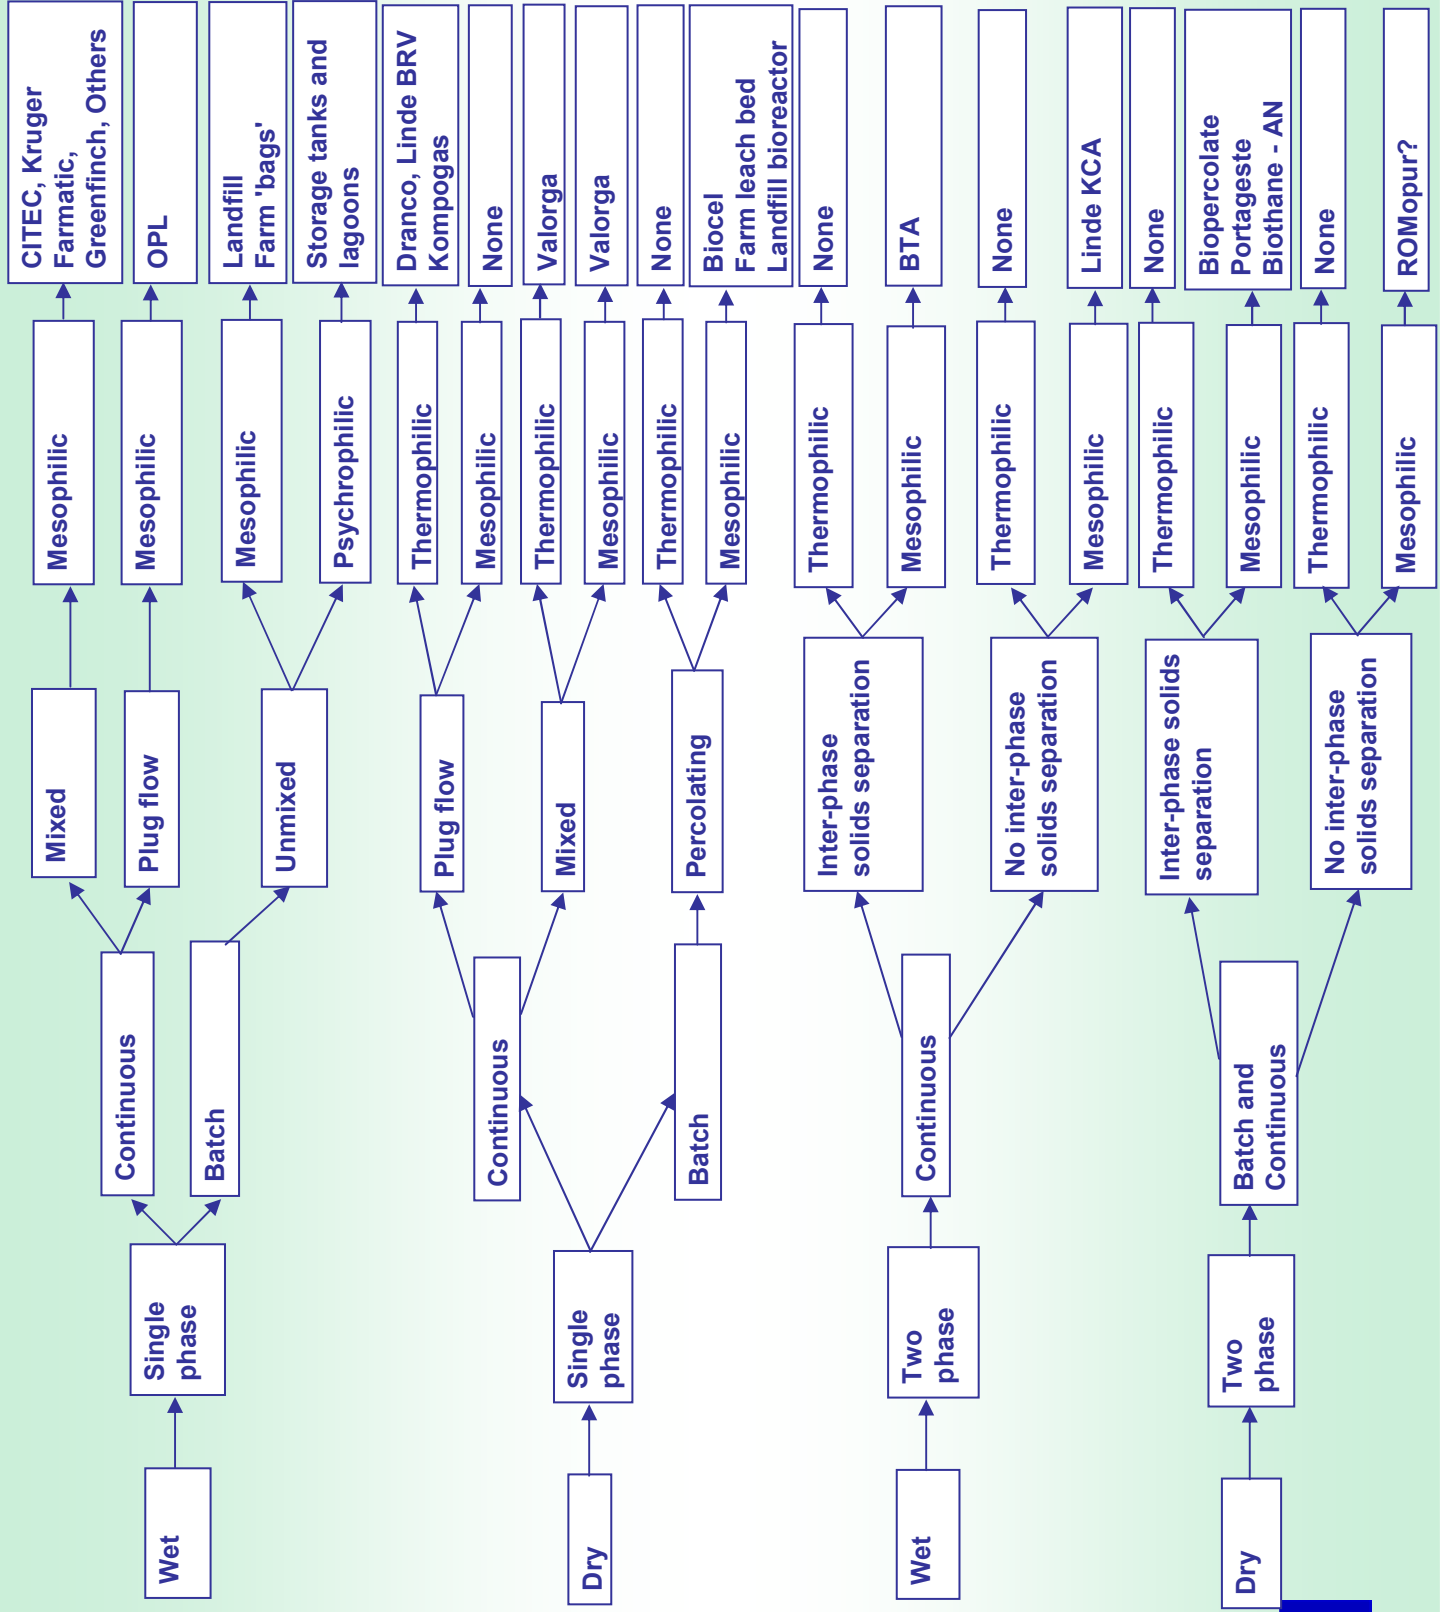 Wet
Single
phase
Continuous
Mixed
Mesophilic
CITEC, Kruger
Farmatic,
Greenfinch, Others
Plug flow
Mesophilic
OPL
Batch
Unmixed
Mesophilic
Landfill
Farm 'bags'
Psychrophilic
Storage tanks and
lagoons
Dry
Single
phase
Continuous
Plug flow
Thermophilic
Dranco, Linde BRV
Kompogas
Mesophilic
None
Mixed
Thermophilic
Valorga
Mesophilic
Valorga
Batch
Percolating
Thermophilic
None
Mesophilic
Biocel
Farm leach bed
Landfill bioreactor
Wet
Two
phase
Continuous
Inter-phase
solids separation
Thermophilic
None
Mesophilic
BTA
No inter-phase
solids separation
Thermophilic
None
Mesophilic
Linde KCA
Dry
Two
phase
Batch and
Continuous
Inter-phase solids
separation
Thermophilic
None
Mesophilic
Biopercolate
Portageste
Biothane - AN
No inter-phase
solids separation
Thermophilic
None
Mesophilic
ROMopur?